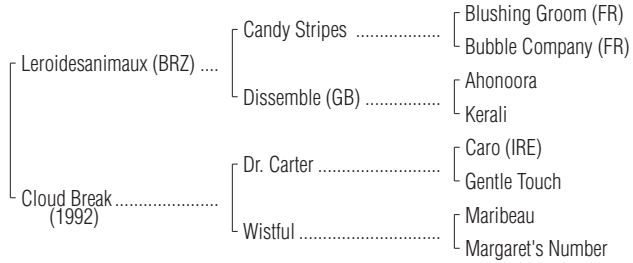 Blushing Groom (FR)
Candy Stripes ..................
Bubble Company (FR)
Leroidesanimaux (BRZ) ....
Ahonoora
Dissemble (GB) ................
Kerali
Caro (IRE)
Dr. Carter ..........................
Gentle Touch
Cloud Break ......................
(1992)
Maribeau
Wistful ..............................
Margaret's Number